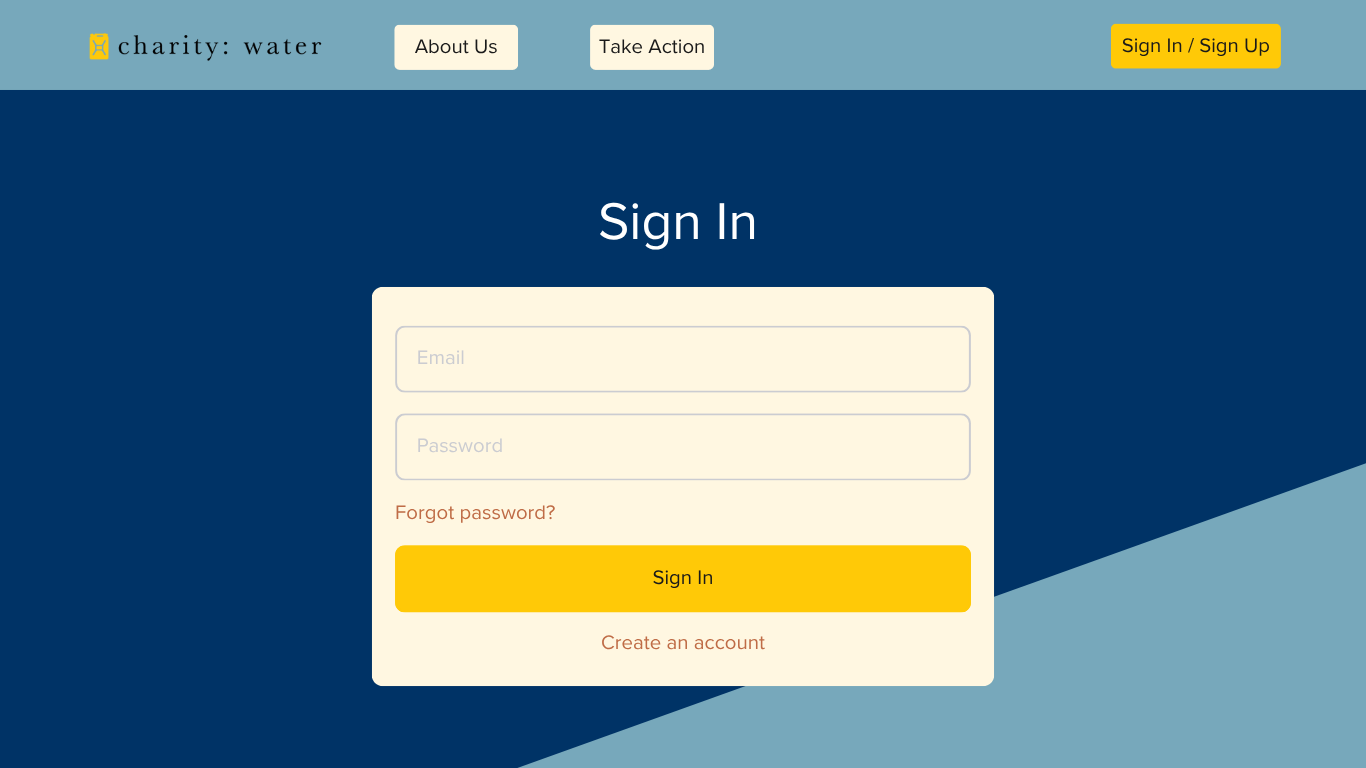 charity: water
About Us
Take Action
Sign In / Sign Up
Sign In
Email
Password
Forgot password?
Sign In
Create an account